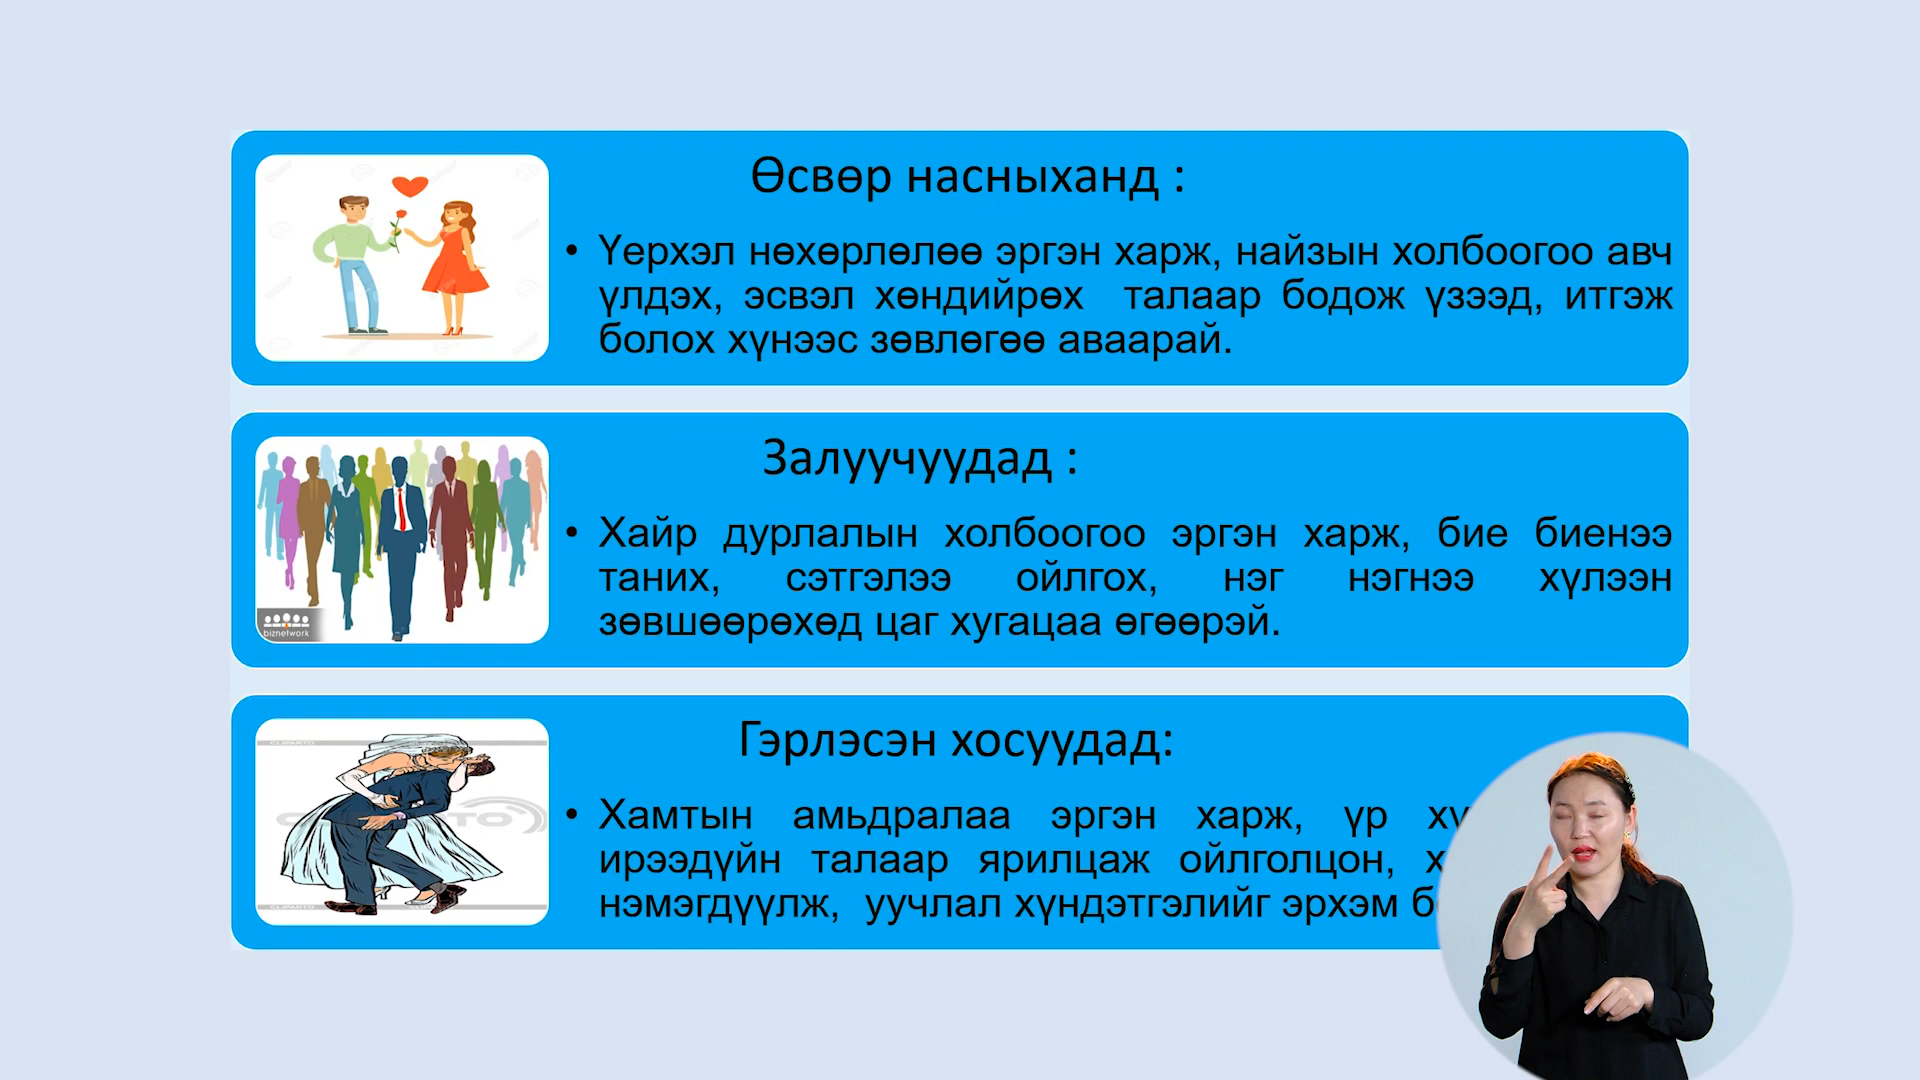 Өсвөр насныханд :
• Үерхэл нөхөрлөлөө эргэн харж, найзын холбоогоо авч
үлдэх, эсвэл хөндийрөх талаар бодож үзээд, итгэж
болох хүнээс зөвлөгөө аваарай.
Залуучуудад :
• Хайр дурлалын холбоогоо эргэн харж, бие биенээ
таних, сэтгэлээ ойлгох, нэг нэгнээ хүлээн
зөвшөөрөхөд цаг хугацаа өгөөрэй.
biznetwork
Гэрлэсэн хосуудад:
• Хамтын амьдралаа эргэн харж, үр
ирээдүйн талаар ярилцаж ойлголцон,
нэмэгдүүлж, уучлал хүндэтгэлийг эрхэм